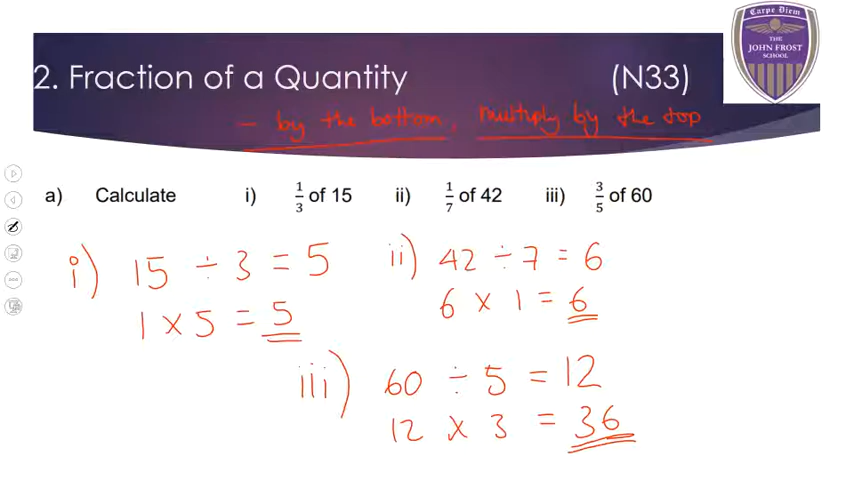 Carpe Diem
THE
JOHN FROST
SCHOOL
2. Fraction of a Quantity (N33)
÷ by the bottom, multiply by the top
a) Calculate i) 1/3 of 15 ii) 1/7 of 42 iii) 3/5 of 60
i) 15 ÷ 3 = 5 ii) 42 ÷ 7 = 6
1 x 5 = 5 6 x 1 = 6
iii) 60 ÷ 5 = 12
12 x 3 = 36